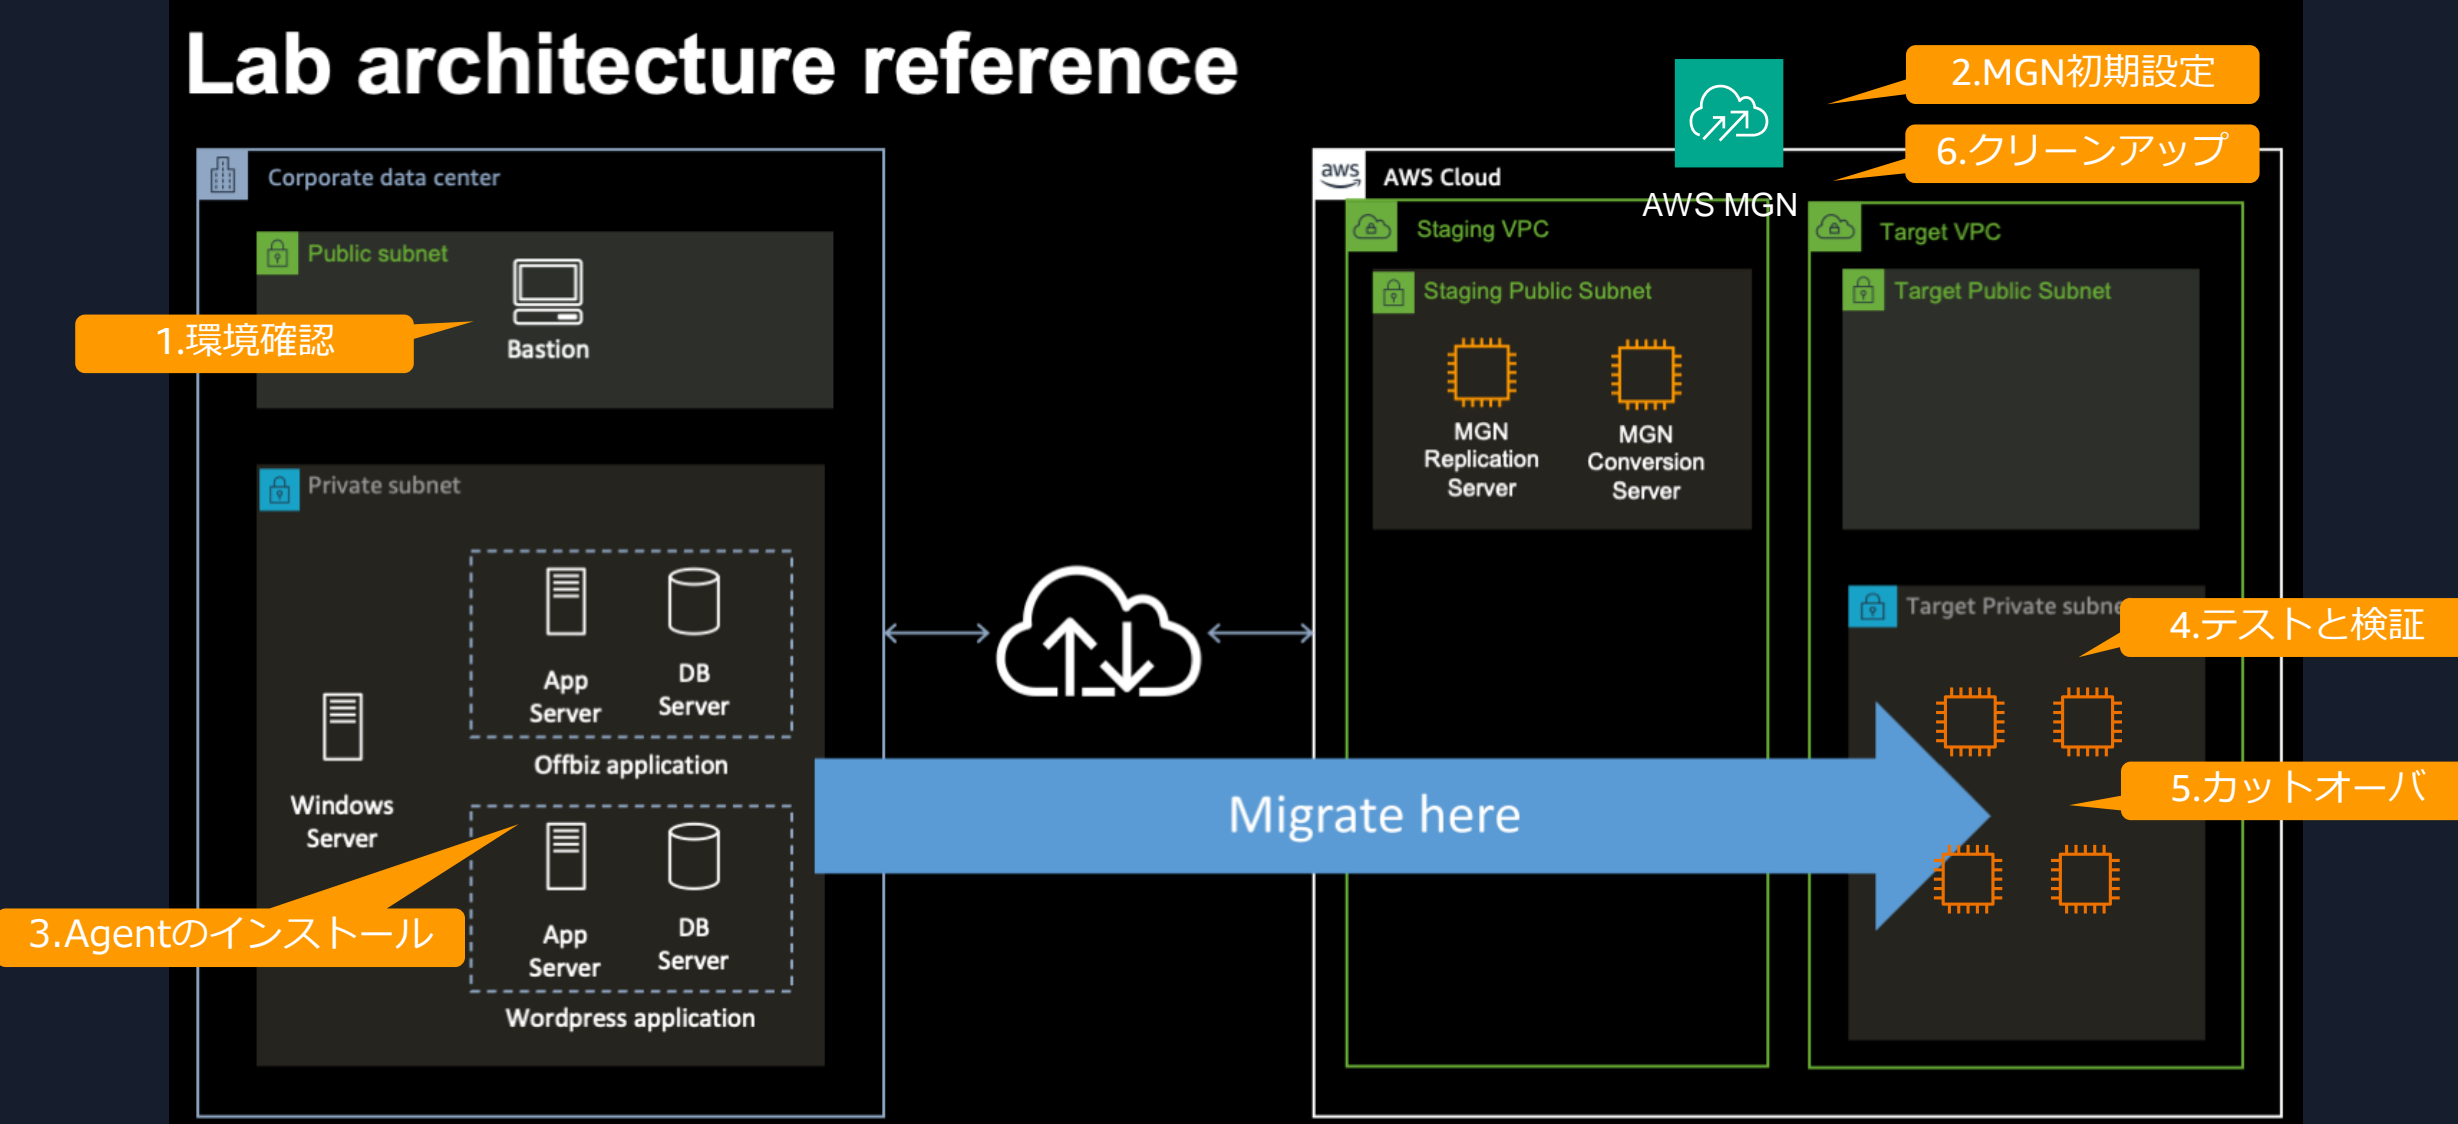 Lab architecture reference
2.MGN初期設定
6.クリーンアップ
AWS MGN
Corporate data center
Public subnet
Bastion
1.環境確認
Private subnet
App
Server
DB
Server
Offbiz application
Windows
Server
App
Server
DB
Server
Wordpress application
3.Agentのインストール
Migrate here
aws
AWS Cloud
Staging VPC
Staging Public Subnet
MGN
Replication
Server
MGN
Conversion
Server
Target VPC
Target Public Subnet
Target Private subne
4.テストと検証
5.カットオーバ